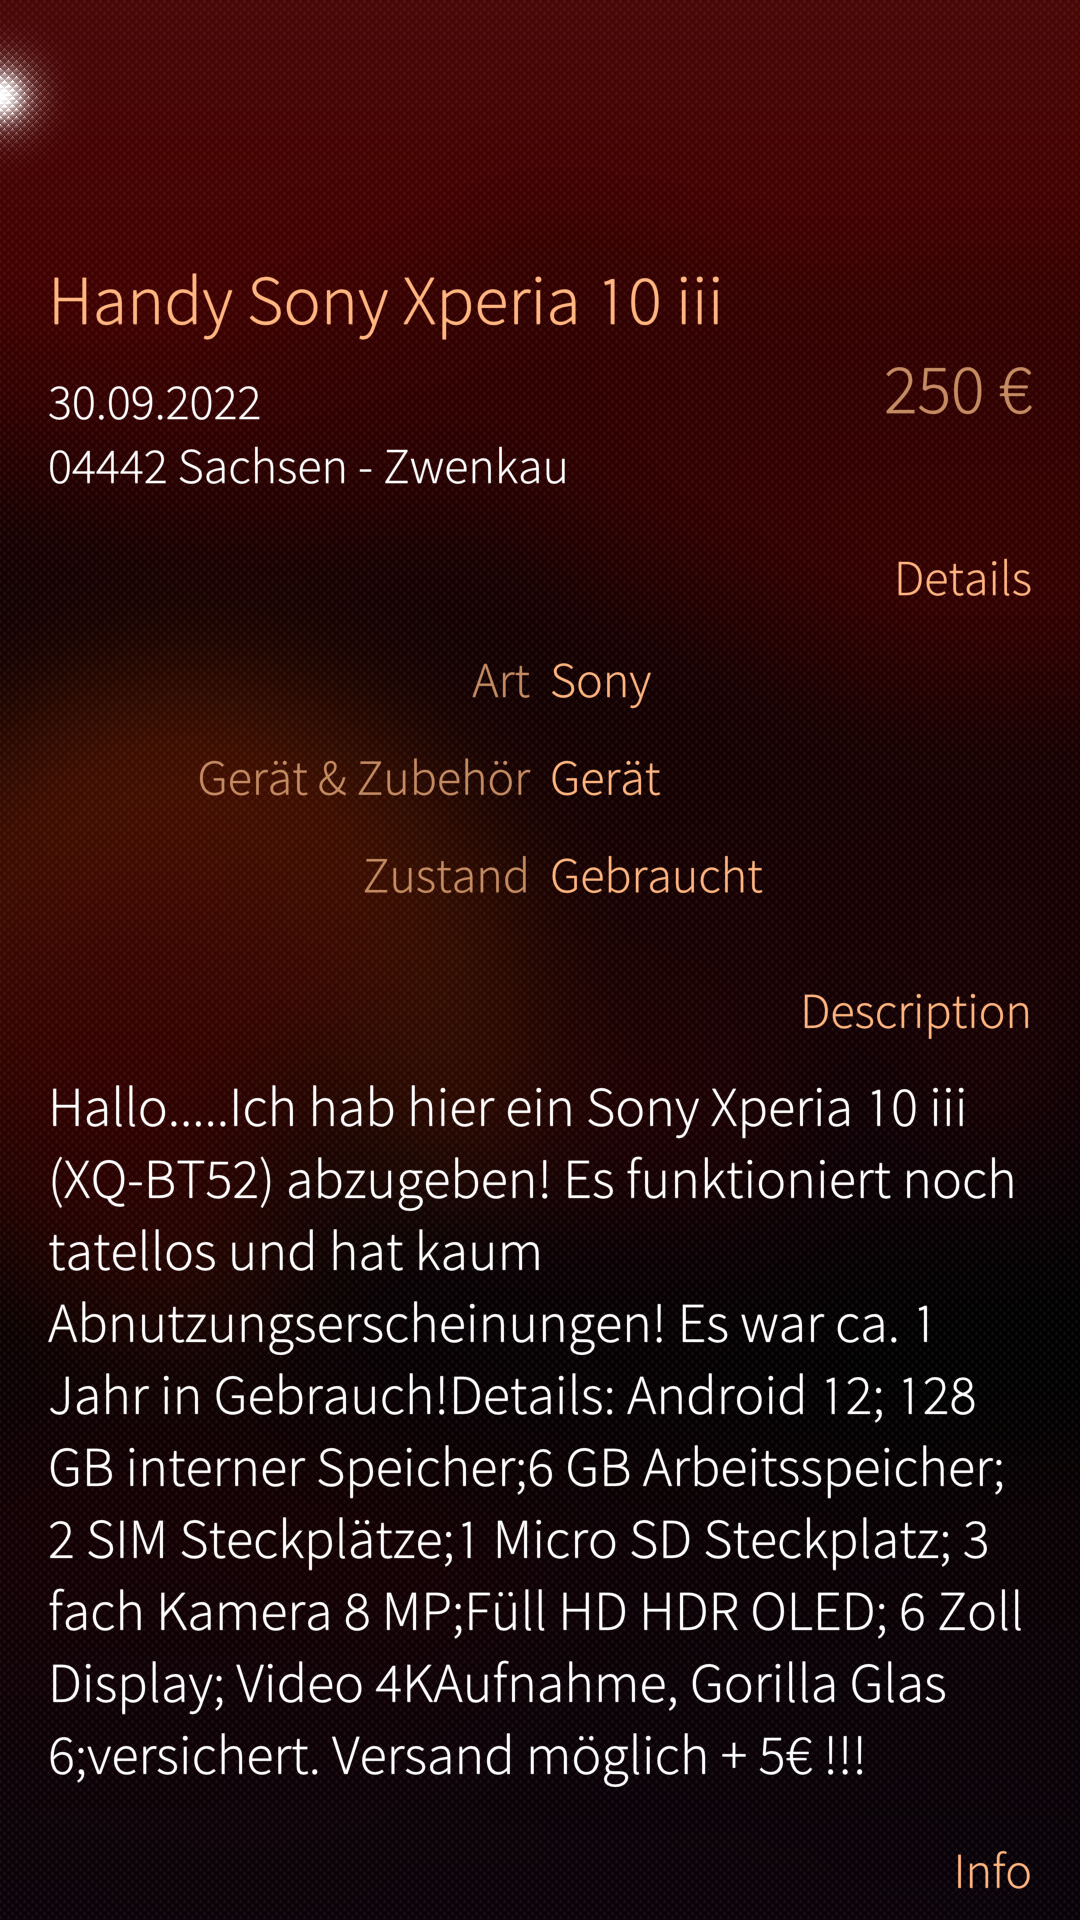 Handy Sony Xperia 10 iii
250 €
30.09.2022
04442 Sachsen - Zwenkau
Details
Art Sony
Gerät & Zubehör Gerät
Zustand Gebraucht
Description
Hallo.....Ich hab hier ein Sony Xperia 10 iii
(XQ-BT52) abzugeben! Es funktioniert noch
tatellos und hat kaum
Abnutzungserscheinungen! Es war ca. 1
Jahr in Gebrauch!Details: Android 12; 128
GB interner Speicher;6 GB Arbeitsspeicher;
2 SIM Steckplätze;1 Micro SD Steckplatz; 3
fach Kamera 8 MP;Füll HD HDR OLED; 6 Zoll
Display; Video 4KAufnahme, Gorilla Glas
6;versichert. Versand möglich + 5€ !!!
Info